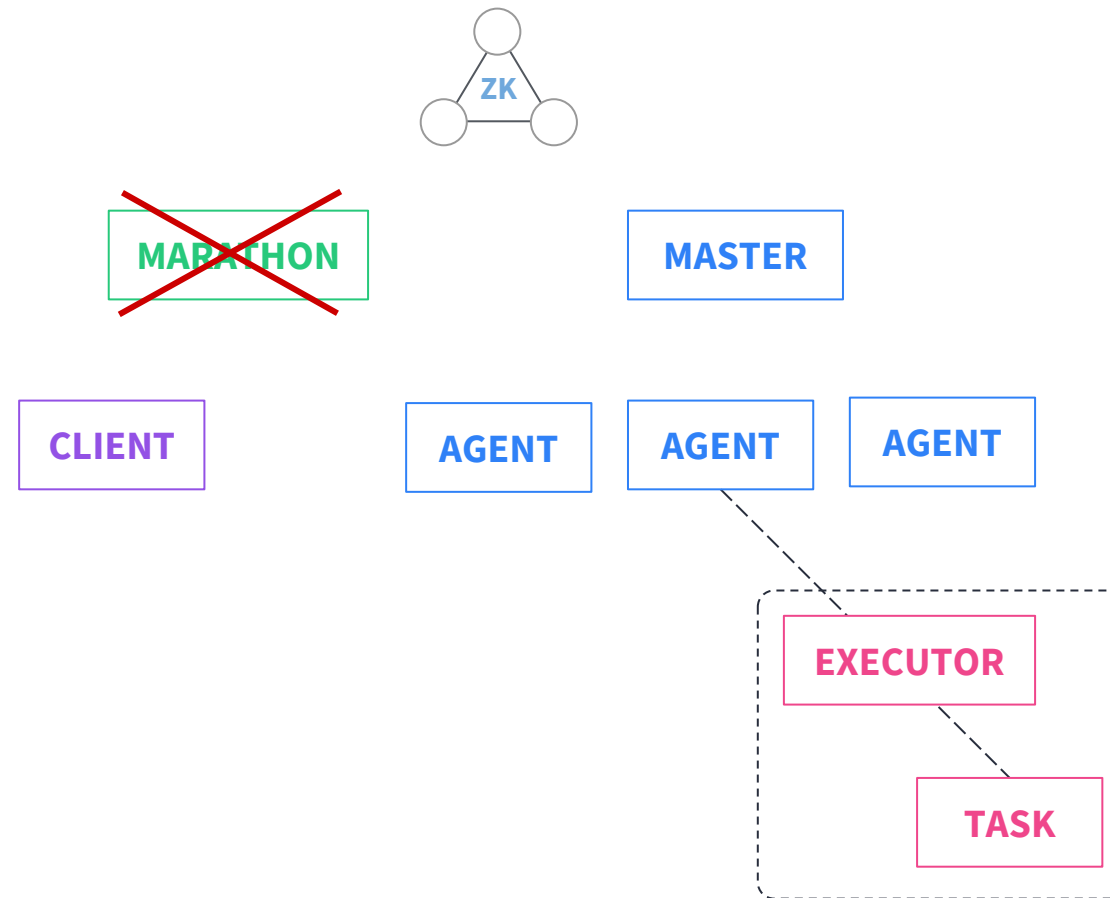 ZK
MARATHON
MASTER
CLIENT
AGENT
AGENT
AGENT
EXECUTOR
TASK